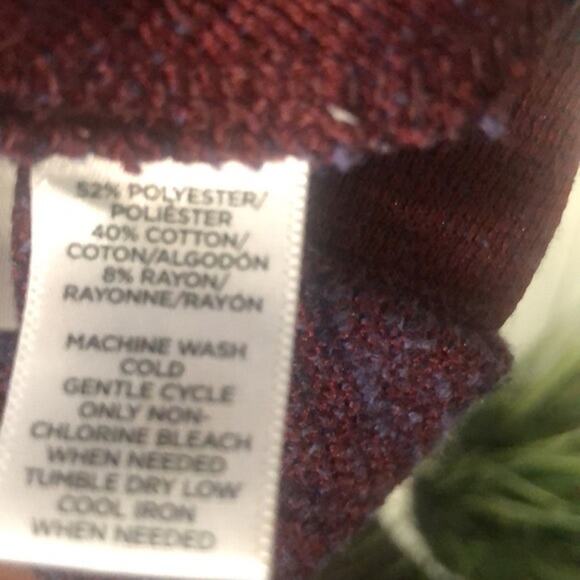 52% POLYESTER/
POLIÉSTER
40% COTTON/
COTON/ALGODÓN
8% RAYON/
RAYONNE/RAYÓN
MACHINE WASH
COLD
GENTLE CYCLE
ONLY NON-
CHLORINE BLEACH
WHEN NEEDED
TUMBLE DRY LOW
COOL IRON
WHEN NEEDED